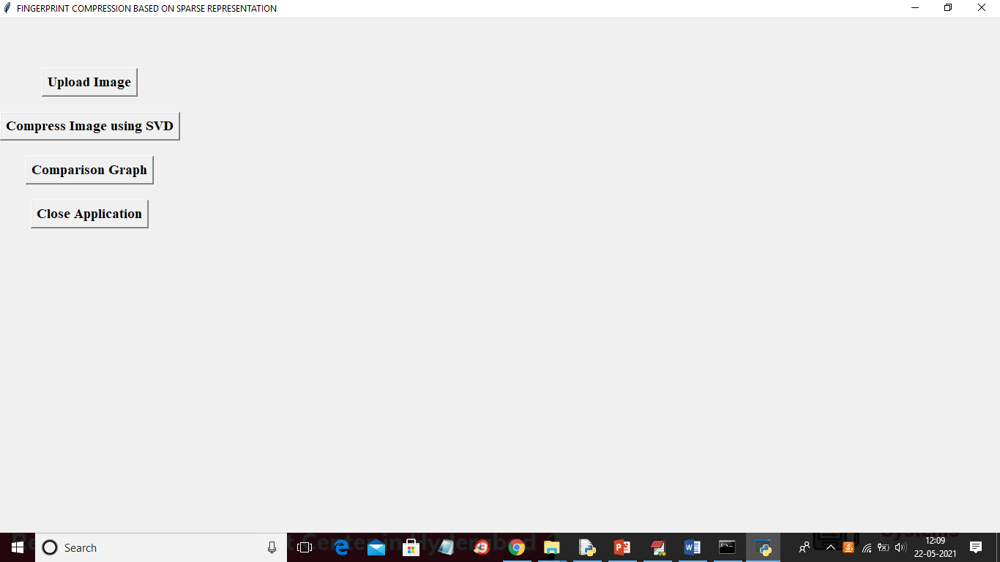 FINGERPRINT COMPRESSION BASED ON SPARSE REPRESENTATION
Upload Image
Compress Image using SVD
Comparison Graph
Close Application
Search
12:09
22-05-2021